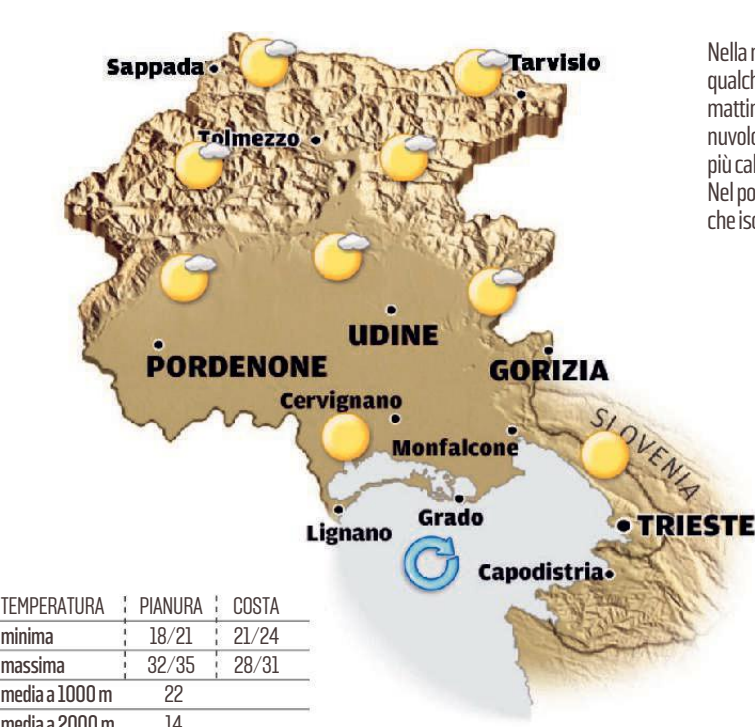 Sappada
Tarvisio
Tolmezzo
UDINE
PORDENONE
GORIZIA
Cervignano
Monfalcone
SLOVENIA
Lignano
Grado
TRIESTE
Capodistria
Nella
qualch
mattin
nuvolo
più cal
Nel po
che iso
TEMPERATURA PIANURA COSTA
minima 18/21 21/24
massima 32/35 28/31
media a 1000 m 22
media a 2000 m 14